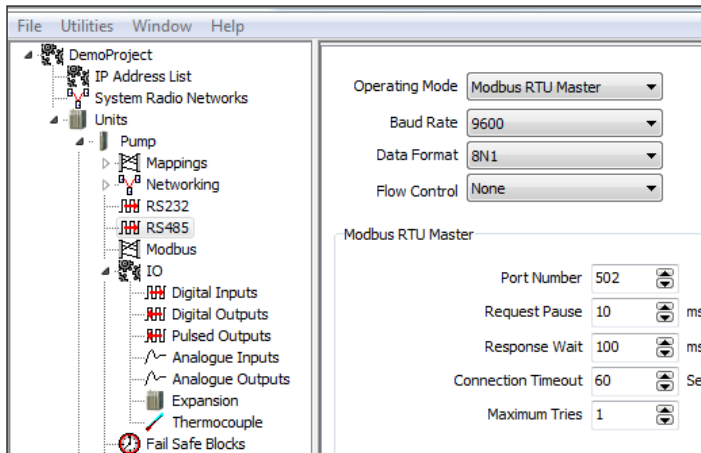 File Utilities Window Help
DemoProject
IP Address List
System Radio Networks
Units
Pump
Mappings
Networking
RS232
RS485
Modbus
IO
Digital Inputs
Digital Outputs
Pulsed Outputs
Analogue Inputs
Analogue Outputs
Expansion
Thermocouple
Fail Safe Blocks
Operating Mode Modbus RTU Master
Baud Rate 9600
Data Format 8N1
Flow Control None
Modbus RTU Master
Port Number 502
Request Pause 10 ms
Response Wait 100 ms
Connection Timeout 60 Se
Maximum Tries 1